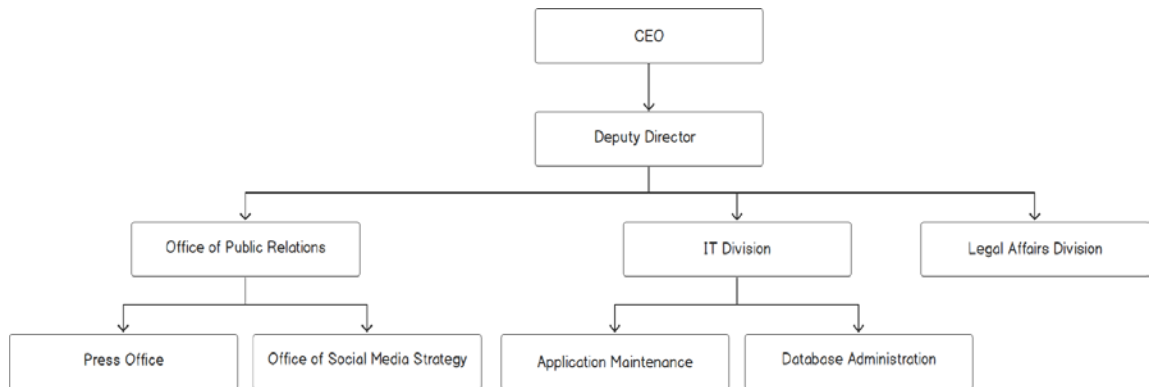 CEO
Deputy Director
Office of Public Relations
IT Division
Legal Affairs Division
Press Office
Office of Social Media Strategy
Application Maintenance
Database Administration